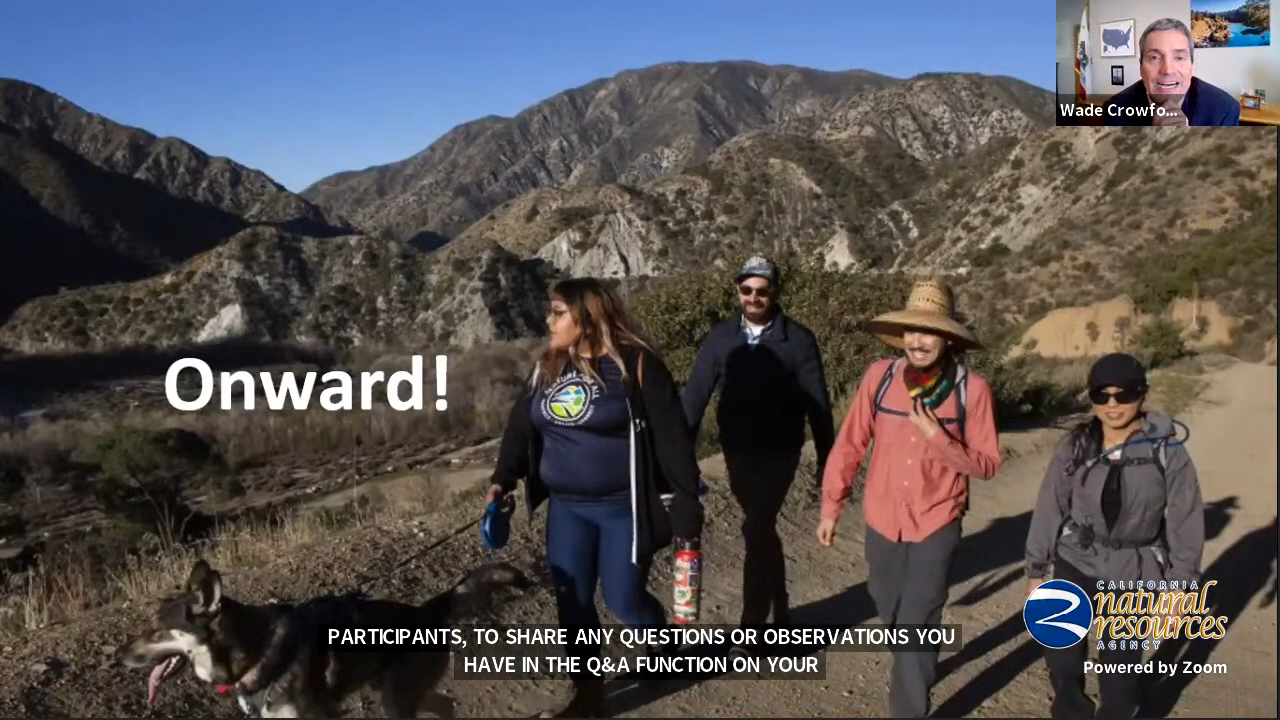 Wade Crowfo...
Onward!
PARTICIPANTS, TO SHARE ANY QUESTIONS OR OBSERVATIONS YOU
HAVE IN THE Q&A FUNCTION ON YOUR
CALIFORNIA
natural
resources
AGENCY
Powered by Zoom